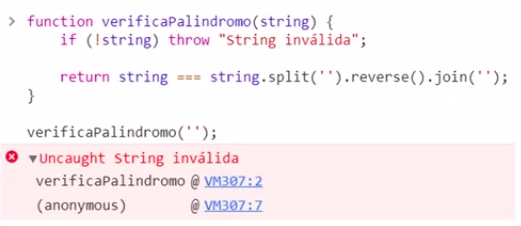 > function verificaPalindromo(string) {
if (!string) throw "String inválida";
return string === string.split('').reverse().join('');
}
verificaPalindromo('');
▼Uncaught String inválida
verificaPalindromo @ VM307:2
(anonymous) @ VM307:7